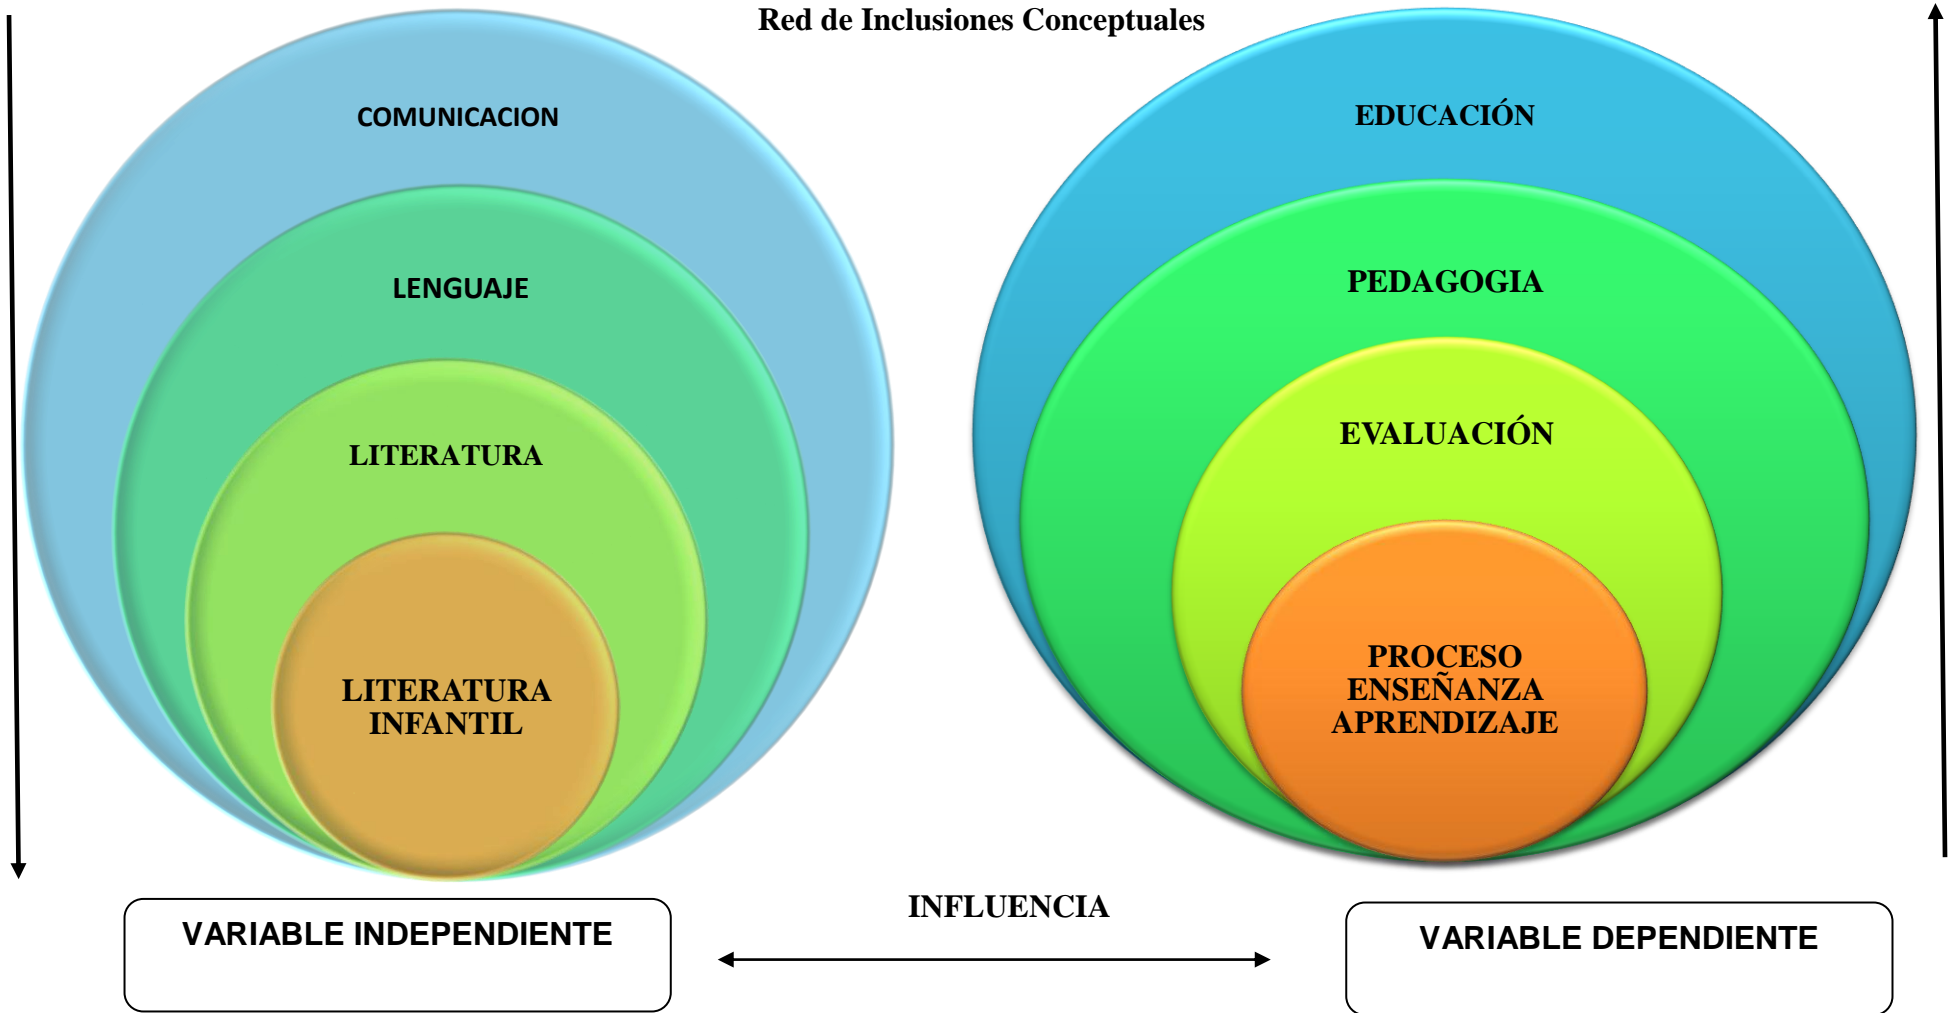 Red de Inclusiones Conceptuales
COMUNICACION
LENGUAJE
LITERATURA
LITERATURA
INFANTIL
EDUCACIÓN
PEDAGOGIA
EVALUACIÓN
PROCESO
ENSEÑANZA
APRENDIZAJE
VARIABLE INDEPENDIENTE
INFLUENCIA
VARIABLE DEPENDIENTE